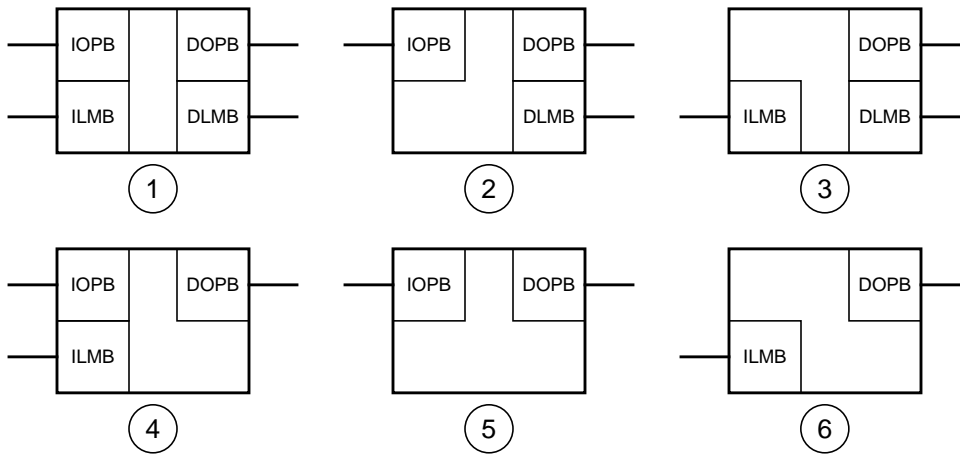 IOPB DOPB IOPB DOPB DOPB
ILMB DLMB DLMB ILMB DLMB
1 2 3
IOPB DOPB IOPB DOPB DOPB
ILMB ILMB
4 5 6